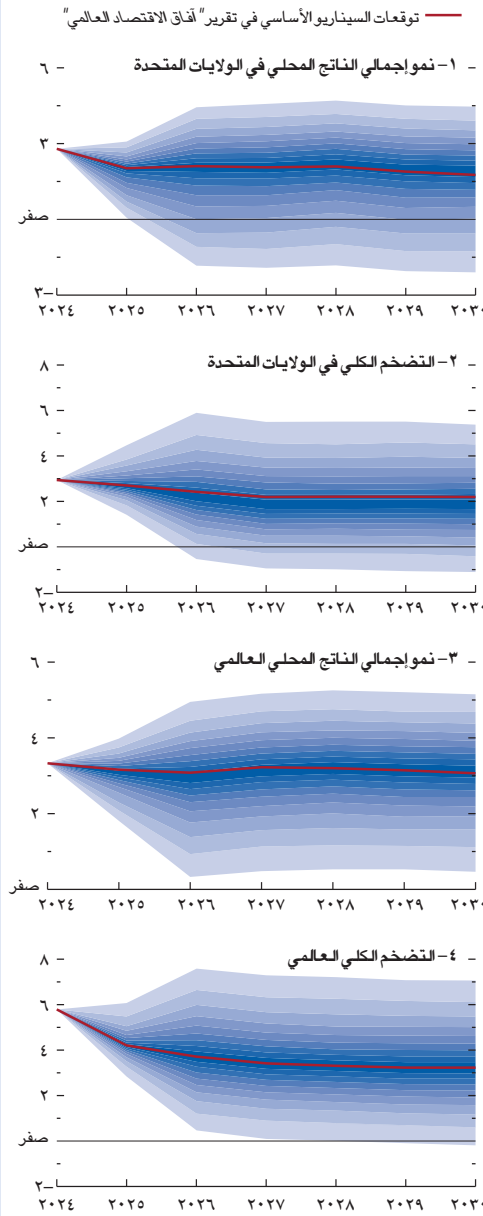 توقعات السيناريو الأساسي في تقرير "آفاق الاقتصاد العالمي"
١– نمو إجمالي الناتج المحلي في الولايات المتحدة
٦
٣
صفر
٣–
٢٠٢٤ ٢٠٢٥ ٢٠٢٦ ٢٠٢٧ ٢٠٢٨ ٢٠٢٩ ٢٠٣٠
٢– التضخم الكلي في الولايات المتحدة
٨
٦
٤
٢
صفر
٢–
٢٠٢٤ ٢٠٢٥ ٢٠٢٦ ٢٠٢٧ ٢٠٢٨ ٢٠٢٩ ٢٠٣٠
٣– نمو إجمالي الناتج المحلي العالمي
٦
٤
٢
صفر
٢٠٢٤ ٢٠٢٥ ٢٠٢٦ ٢٠٢٧ ٢٠٢٨ ٢٠٢٩ ٢٠٣٠
٤– التضخم الكلي العالمي
٨
٦
٤
٢
صفر
٢–
٢٠٢٤ ٢٠٢٥ ٢٠٢٦ ٢٠٢٧ ٢٠٢٨ ٢٠٢٩ ٢٠٣٠